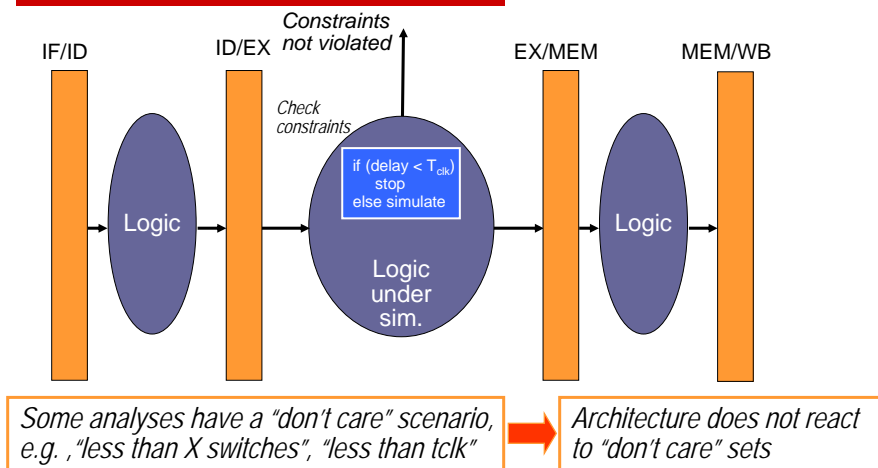 Constraints
not violated
IF/ID
ID/EX
EX/MEM
MEM/WB
Check
constraints
if (delay < Tclk)
stop
else simulate
Logic
Logic
under
sim.
Logic
Some analyses have a “don’t care” scenario,
e.g. ,“less than X switches”, “less than tclk”
Architecture does not react
to “don’t care” sets